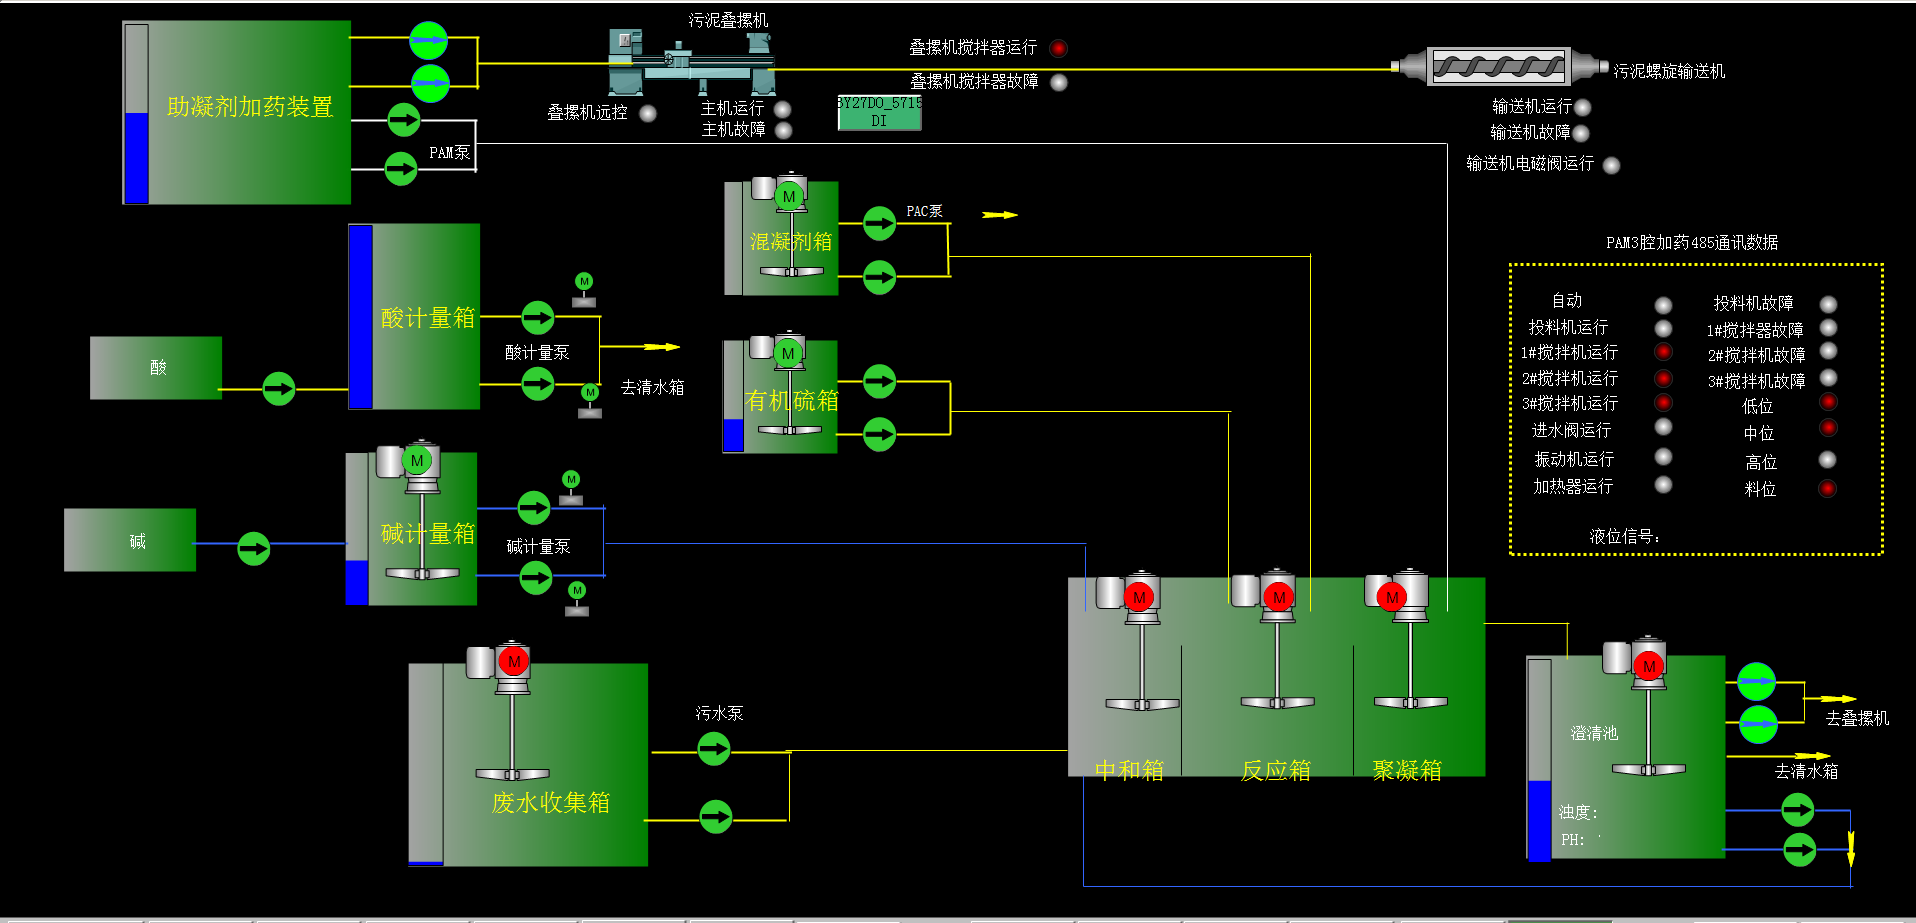 污泥叠摞机
叠摞机搅拌器运行
叠摞机搅拌器故障
污泥螺旋输送机
助凝剂加药装置
叠摞机远控
主机运行
主机故障
3Y27DO_5715
DI
输送机运行
输送机故障
输送机电磁阀运行
PAM泵
M
PAC泵
混凝剂箱
PAM3腔加药485通讯数据
自动
投料机故障
投料机运行
1#搅拌器故障
1#搅拌机运行
2#搅拌机故障
2#搅拌机运行
3#搅拌机故障
3#搅拌机运行
低位
进水阀运行
中位
振动机运行
高位
加热器运行
料位
液位信号:
M
酸计量箱
酸计量泵
M
去清水箱
酸
M
有机硫箱
M
碱计量箱
M
碱计量泵
M
碱
M
M
M
中和箱
反应箱
聚凝箱
M
污水泵
废水收集箱
M
澄清池
去叠摞机
去清水箱
浊度:
PH: